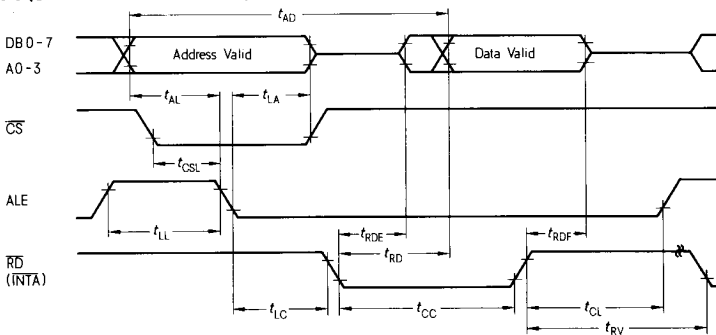 tAD
DB0-7
A0-3
Address Valid
Data Valid
tAL
tLA
CS
tCSL
ALE
tLL
tRDE
tRD
tRDF
RD
(INTA)
tLC
tCC
tCL
tRV